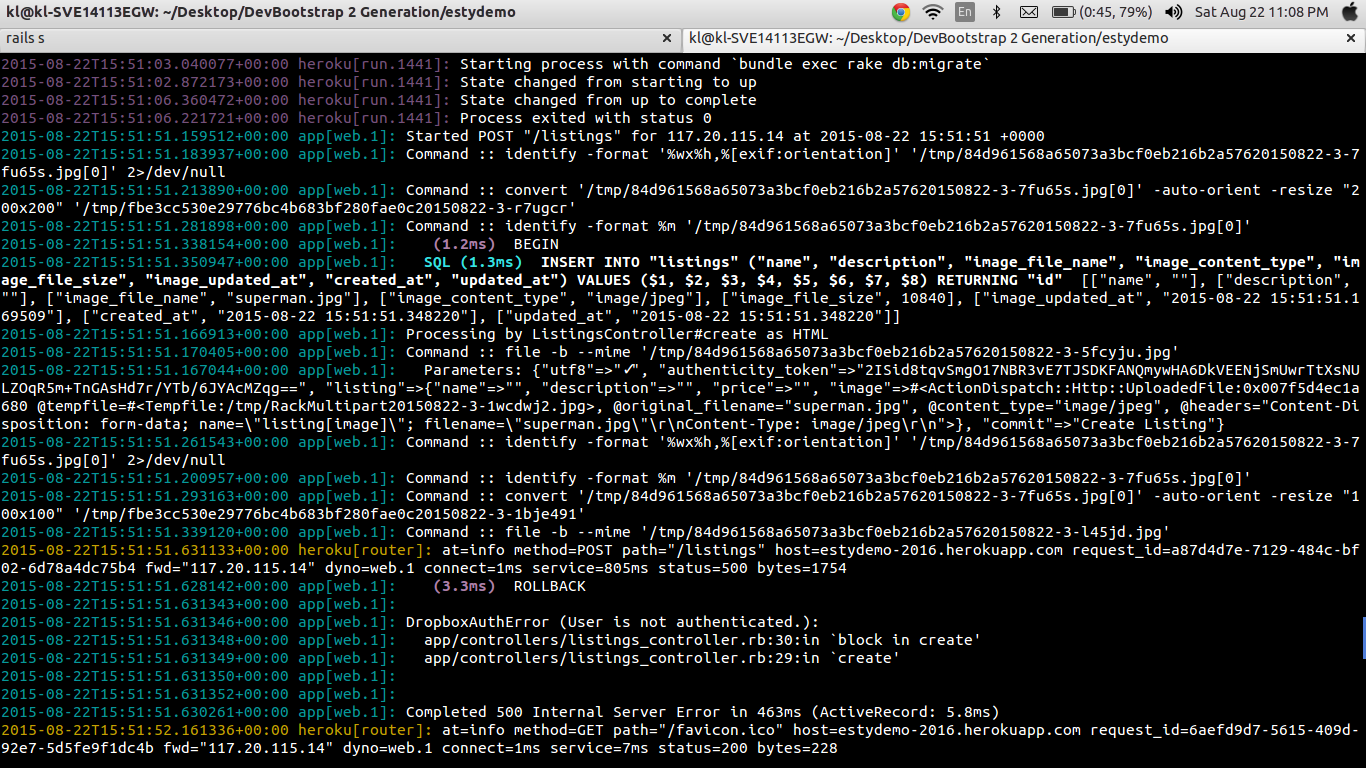 kl@kl-SVE14113EGW: ~/Desktop/DevBootstrap 2 Generation/estydemo
En
(0:45, 79%)
Sat Aug 22 11:08 PM
rails s
kl@kl-SVE14113EGW: ~/Desktop/DevBootstrap 2 Generation/estydemo
2015-08-22T15:51:03.040077+00:00 heroku[run.1441]: Starting process with command `bundle exec rake db:migrate`
2015-08-22T15:51:02.872173+00:00 heroku[run.1441]: State changed from starting to up
2015-08-22T15:51:06.360472+00:00 heroku[run.1441]: State changed from up to complete
2015-08-22T15:51:06.221721+00:00 heroku[run.1441]: Process exited with status 0
2015-08-22T15:51:51.159512+00:00 app[web.1]: Started POST "/listings" for 117.20.115.14 at 2015-08-22 15:51:51 +0000
2015-08-22T15:51:51.183937+00:00 app[web.1]: Command :: identify -format '%wx%h,%[exif:orientation]' '/tmp/84d961568a65073a3bcf0eb216b2a57620150822-3-7
fu65s.jpg[0]' 2>/dev/null
2015-08-22T15:51:51.213890+00:00 app[web.1]: Command :: convert '/tmp/84d961568a65073a3bcf0eb216b2a57620150822-3-7fu65s.jpg[0]' -auto-orient -resize "2
00x200" '/tmp/fbe3cc530e29776bc4b683bf280fae0c20150822-3-r7ugcr'
2015-08-22T15:51:51.281898+00:00 app[web.1]: Command :: identify -format %m '/tmp/84d961568a65073a3bcf0eb216b2a57620150822-3-7fu65s.jpg[0]'
2015-08-22T15:51:51.338154+00:00 app[web.1]:    (1.2ms)  BEGIN
2015-08-22T15:51:51.350947+00:00 app[web.1]:   SQL (1.3ms)  INSERT INTO "listings" ("name", "description", "image_file_name", "image_content_type", "im
age_file_size", "image_updated_at", "created_at", "updated_at") VALUES ($1, $2, $3, $4, $5, $6, $7, $8) RETURNING "id"  [["name", ""], ["description",
""], ["image_file_name", "superman.jpg"], ["image_content_type", "image/jpeg"], ["image_file_size", 10840], ["image_updated_at", "2015-08-22 15:51:51.1
69509"], ["created_at", "2015-08-22 15:51:51.348220"], ["updated_at", "2015-08-22 15:51:51.348220"]]
2015-08-22T15:51:51.166913+00:00 app[web.1]: Processing by ListingsController#create as HTML
2015-08-22T15:51:51.170405+00:00 app[web.1]: Command :: file -b --mime '/tmp/84d961568a65073a3bcf0eb216b2a57620150822-3-5fcyju.jpg'
2015-08-22T15:51:51.167044+00:00 app[web.1]:   Parameters: {"utf8"=>"✓", "authenticity_token"=>"2ISid8tqvSmgO17NBR3vE7TJSDKFANQmywHA6DkVEENjSmUwrTtXsNU
LZOqR5m+TnGAsHd7r/YTb/6JYAcMZqg==", "listing"=>{"name"=>"", "description"=>"", "price"=>"", "image"=>#<ActionDispatch::Http::UploadedFile:0x007f5d4ec1a
680 @tempfile=#<Tempfile:/tmp/RackMultipart20150822-3-1wcdwj2.jpg>, @original_filename="superman.jpg", @content_type="image/jpeg", @headers="Content-Di
sposition: form-data; name=\"listing[image]\"; filename=\"superman.jpg\"\r\nContent-Type: image/jpeg\r\n">}, "commit"=>"Create Listing"}
2015-08-22T15:51:51.261543+00:00 app[web.1]: Command :: identify -format '%wx%h,%[exif:orientation]' '/tmp/84d961568a65073a3bcf0eb216b2a57620150822-3-7
fu65s.jpg[0]' 2>/dev/null
2015-08-22T15:51:51.200957+00:00 app[web.1]: Command :: identify -format %m '/tmp/84d961568a65073a3bcf0eb216b2a57620150822-3-7fu65s.jpg[0]'
2015-08-22T15:51:51.293163+00:00 app[web.1]: Command :: convert '/tmp/84d961568a65073a3bcf0eb216b2a57620150822-3-7fu65s.jpg[0]' -auto-orient -resize "1
00x100" '/tmp/fbe3cc530e29776bc4b683bf280fae0c20150822-3-1bje491'
2015-08-22T15:51:51.339120+00:00 app[web.1]: Command :: file -b --mime '/tmp/84d961568a65073a3bcf0eb216b2a57620150822-3-l45jd.jpg'
2015-08-22T15:51:51.631133+00:00 heroku[router]: at=info method=POST path="/listings" host=estydemo-2016.herokuapp.com request_id=a87d4d7e-7129-484c-bf
02-6d78a4dc75b4 fwd="117.20.115.14" dyno=web.1 connect=1ms service=805ms status=500 bytes=1754
2015-08-22T15:51:51.628142+00:00 app[web.1]:    (3.3ms)  ROLLBACK
2015-08-22T15:51:51.631343+00:00 app[web.1]:
2015-08-22T15:51:51.631346+00:00 app[web.1]: DropboxAuthError (User is not authenticated.):
2015-08-22T15:51:51.631348+00:00 app[web.1]:   app/controllers/listings_controller.rb:30:in `block in create'
2015-08-22T15:51:51.631349+00:00 app[web.1]:   app/controllers/listings_controller.rb:29:in `create'
2015-08-22T15:51:51.631350+00:00 app[web.1]:
2015-08-22T15:51:51.631352+00:00 app[web.1]:
2015-08-22T15:51:51.630261+00:00 app[web.1]: Completed 500 Internal Server Error in 463ms (ActiveRecord: 5.8ms)
2015-08-22T15:51:52.161336+00:00 heroku[router]: at=info method=GET path="/favicon.ico" host=estydemo-2016.herokuapp.com request_id=6aefd9d7-5615-409d-
92e7-5d5fe9f1dc4b fwd="117.20.115.14" dyno=web.1 connect=1ms service=7ms status=200 bytes=228